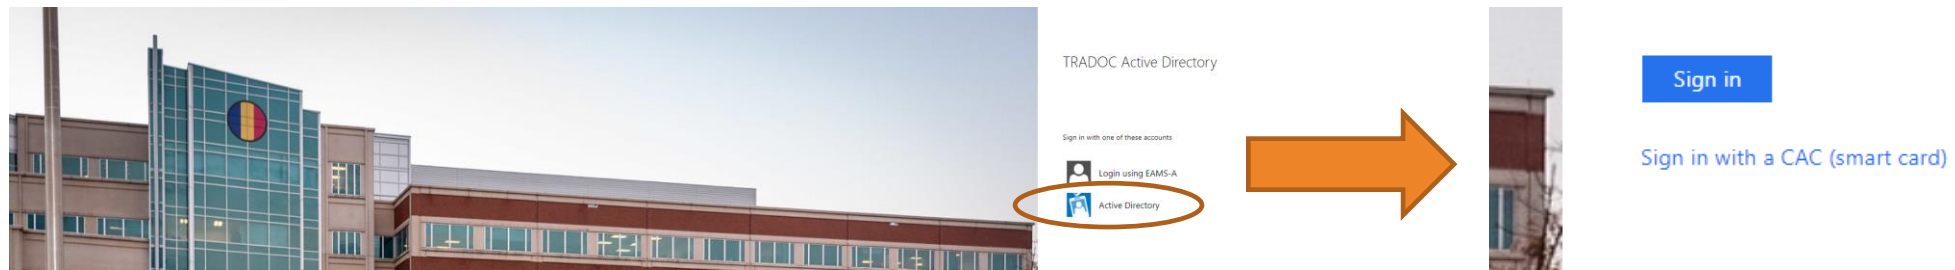 TRADOC Active Directory
Sign in with one of these accounts
Login using EAMS-A
Active Directory
Sign in
Sign in with a CAC (smart card)